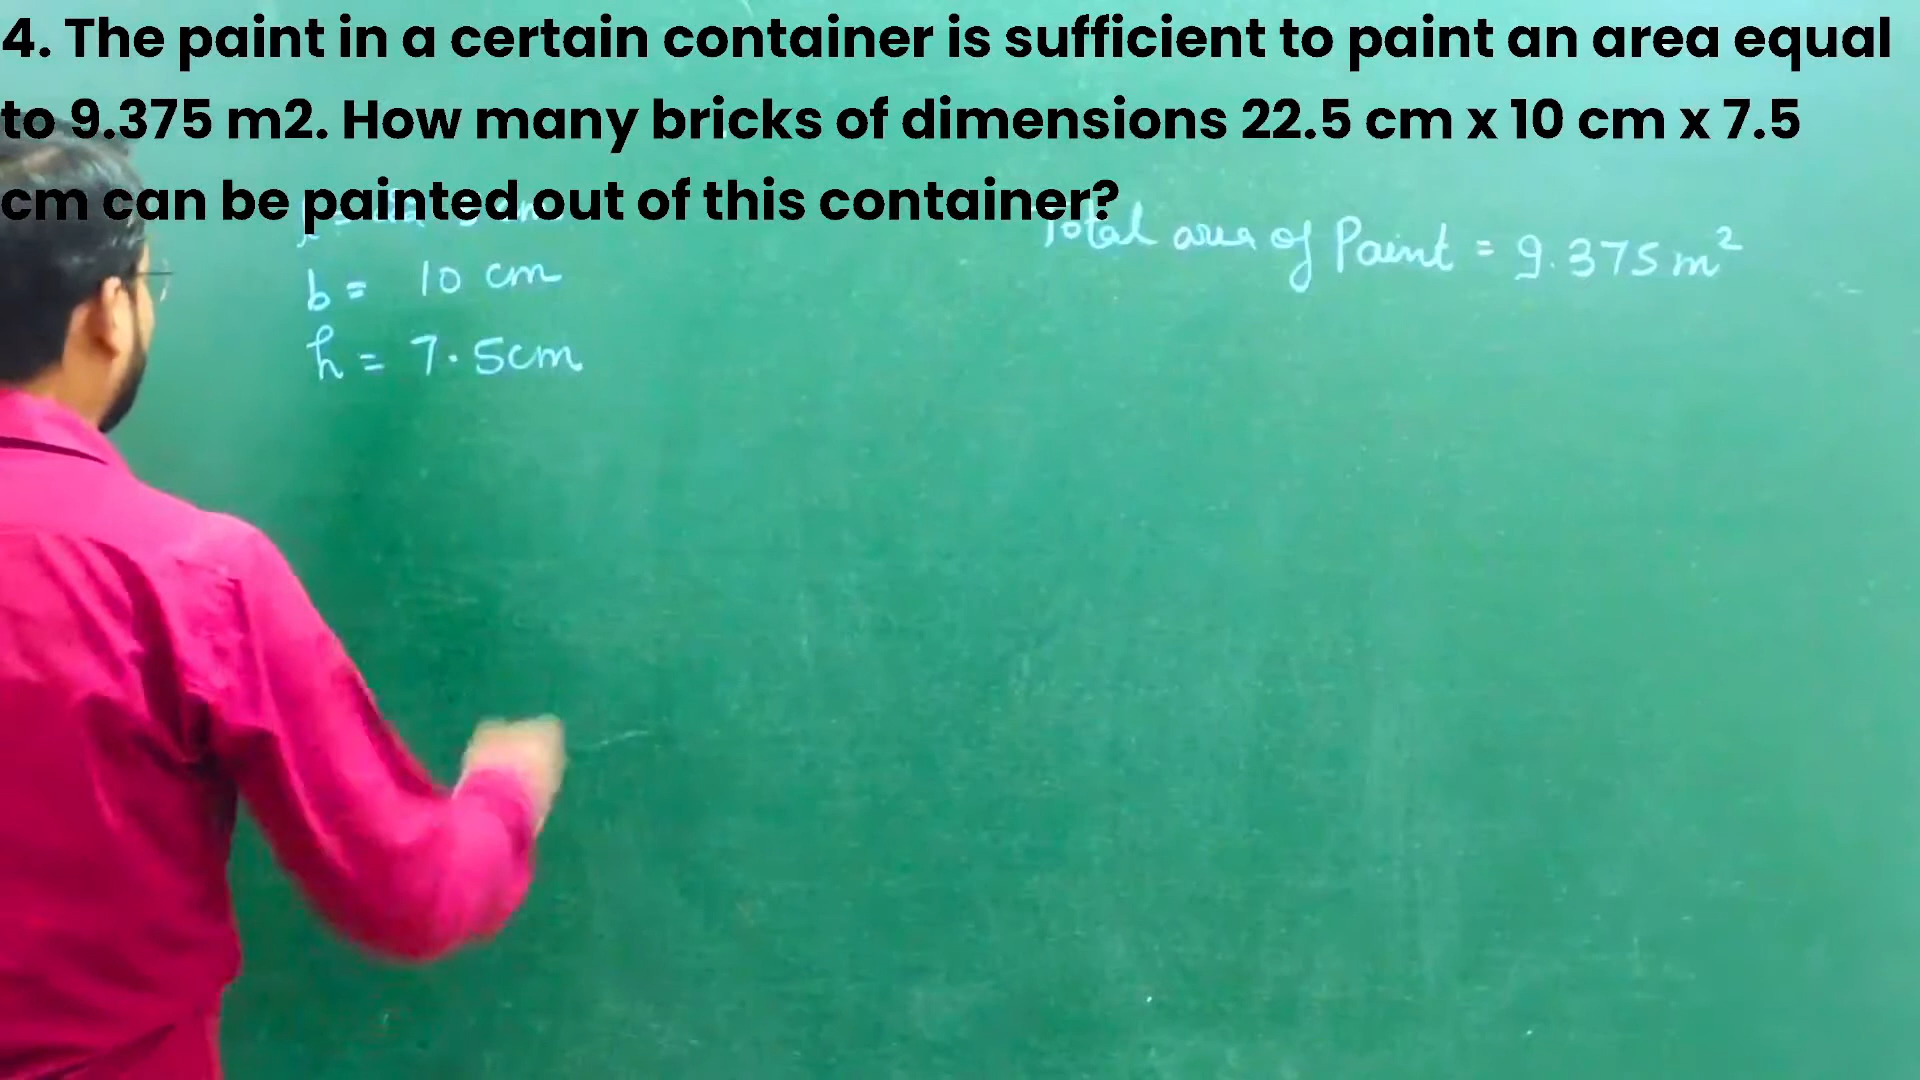 4. The paint in a certain container is sufficient to paint an area equal
to 9.375 m2. How many bricks of dimensions 22.5 cm x 10 cm x 7.5
cm can be painted out of this container?
Total area of Paint = 9.375 m²
b = 10 cm
h = 7.5cm